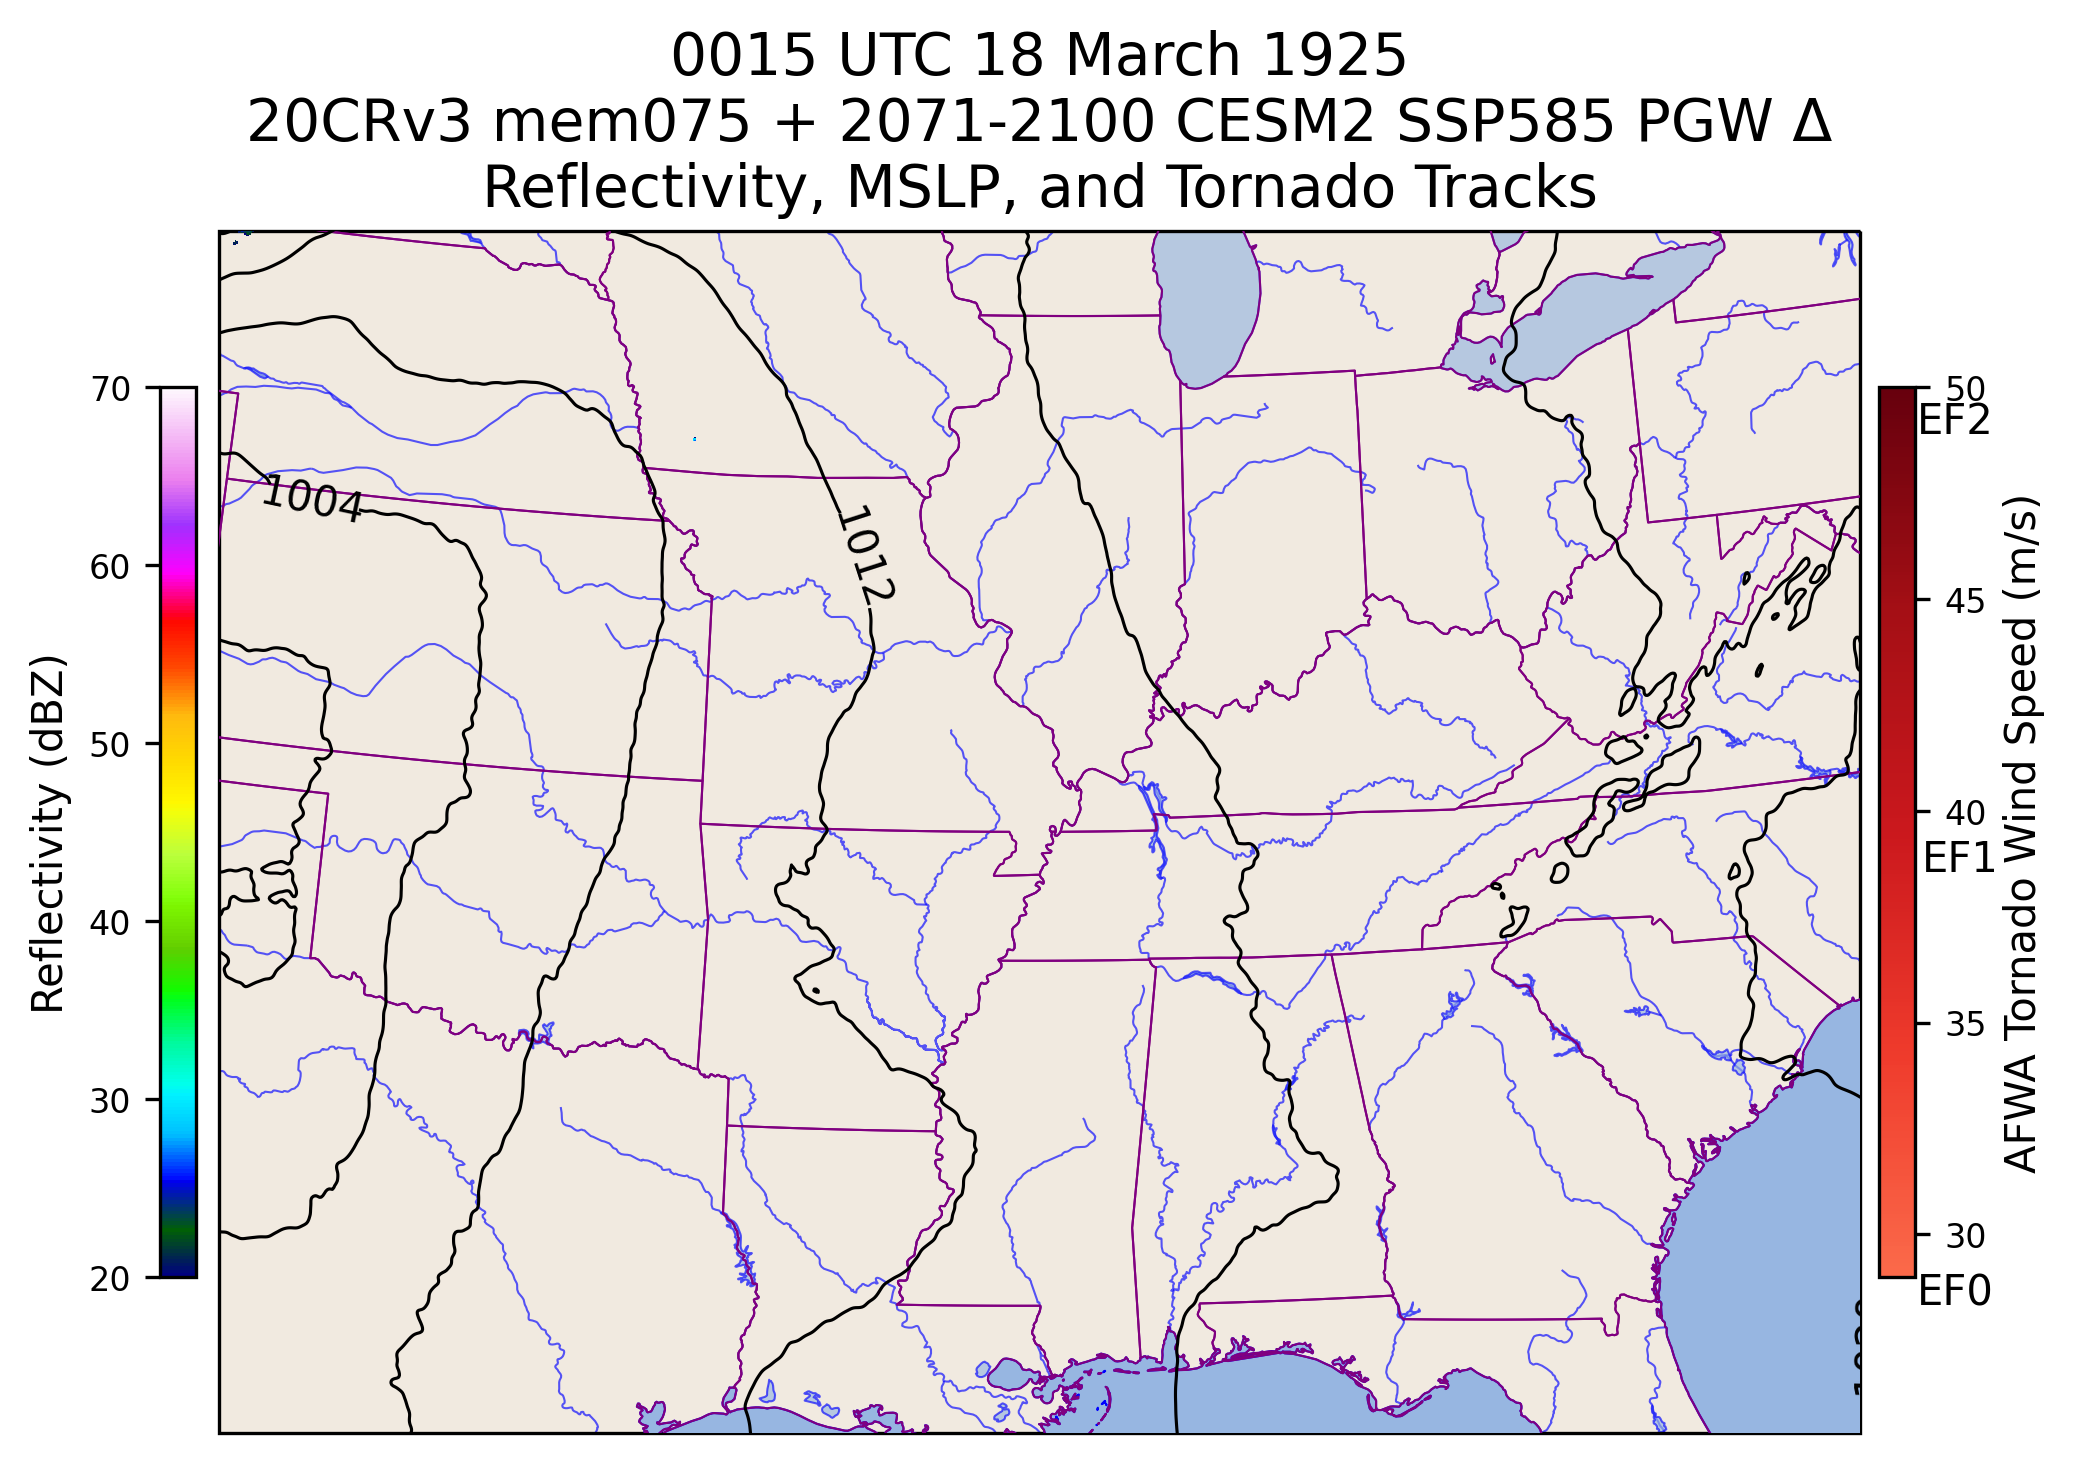 0015 UTC 18 March 1925
20CRv3 mem075 + 2071-2100 CESM2 SSP585 PGW Δ
Reflectivity, MSLP, and Tornado Tracks
70
60
50
40
30
20
Reflectivity (dBZ)
1004
1012
50
EF2
45
40
EF1
35
30
EF0
AFWA Tornado Wind Speed (m/s)